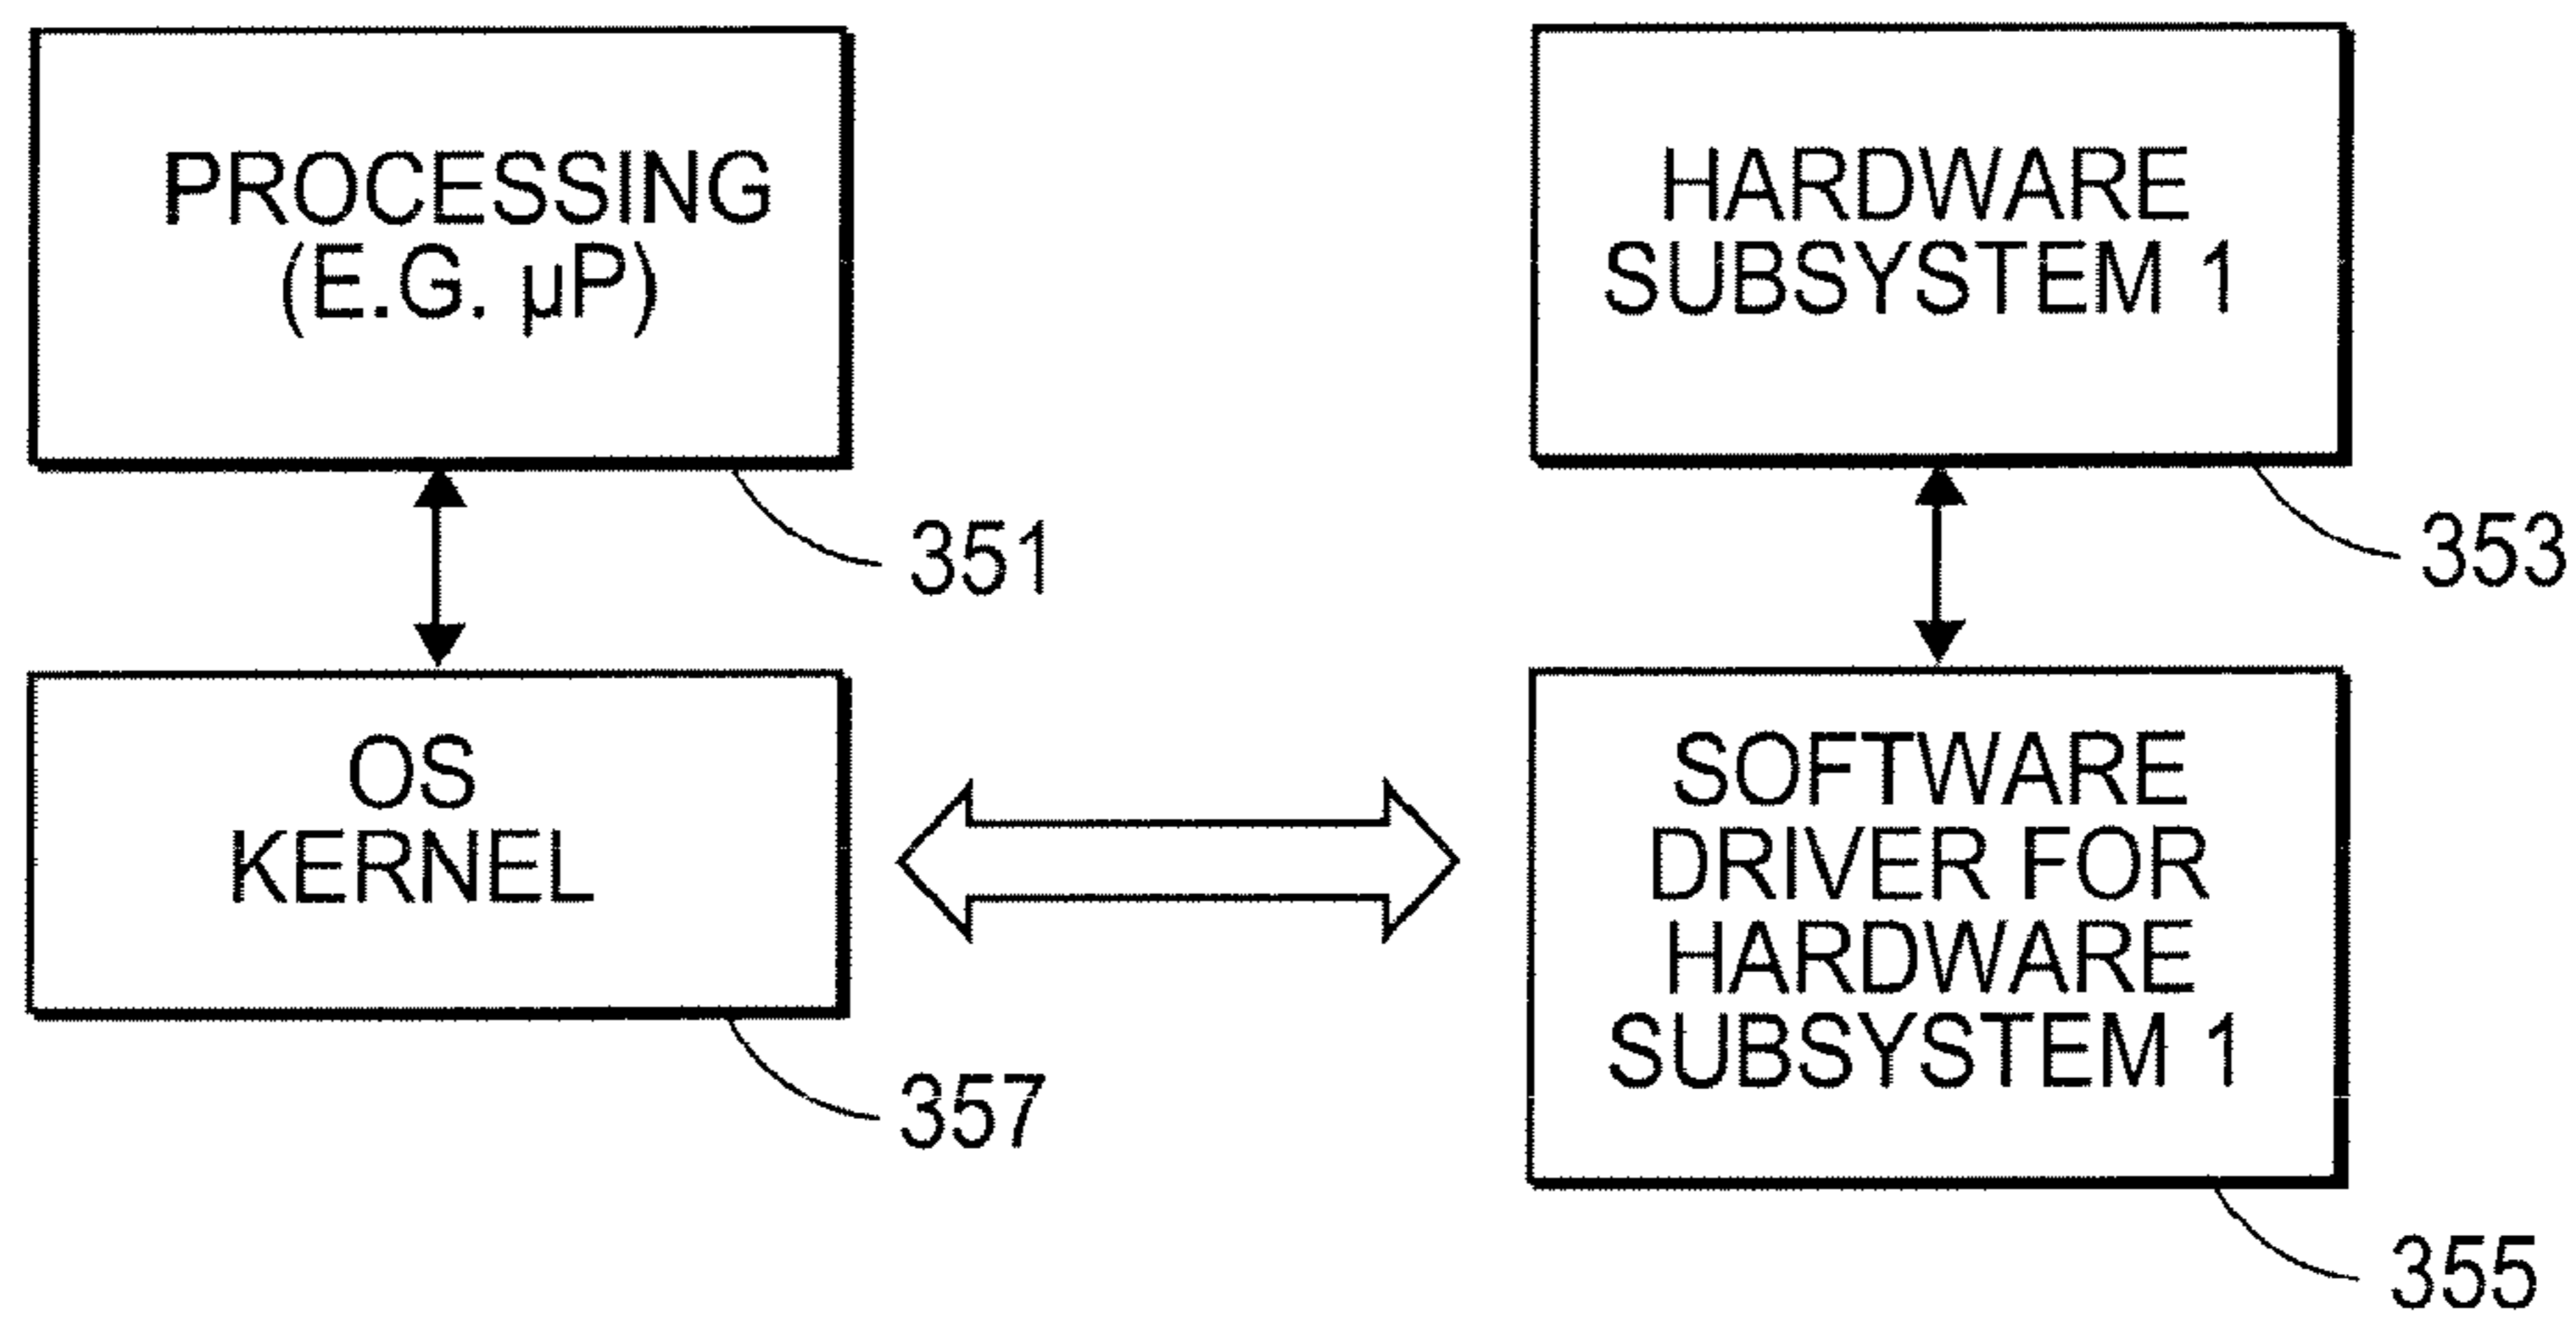 PROCESSING
(E.G. µP)
351
HARDWARE
SUBSYSTEM 1
353
OS
KERNEL
357
SOFTWARE
DRIVER FOR
HARDWARE
SUBSYSTEM 1
355